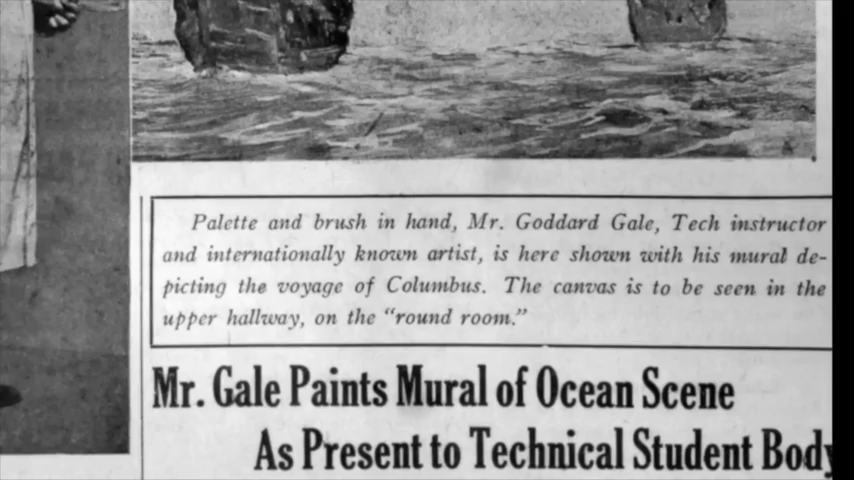 Palette and brush in hand, Mr. Goddard Gale, Tech instructor
and internationally known artist, is here shown with his mural de-
picting the voyage of Columbus. The canvas is to be seen in the
upper hallway, on the “round room.”
Mr. Gale Paints Mural of Ocean Scene
As Present to Technical Student Body